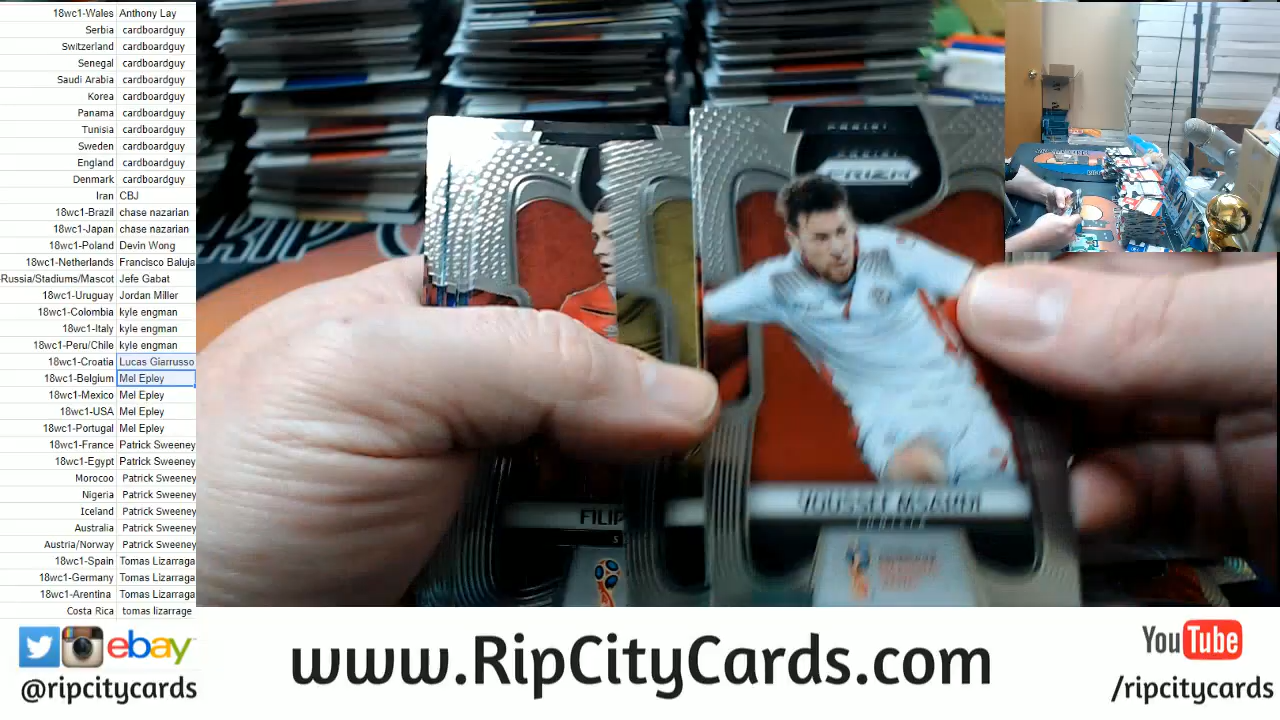 18wc1-Wales Anthony Lay
Serbia cardboardguy
Switzerland cardboardguy
Senegal cardboardguy
Saudi Arabia cardboardguy
Korea cardboardguy
Panama cardboardguy
Tunisia cardboardguy
Sweden cardboardguy
England cardboardguy
Denmark cardboardguy
Iran CBJ
18wc1-Brazil chase nazarian
18wc1-Japan chase nazarian
18wc1-Poland Devin Wong
18wc1-Netherlands Francisco Baluja
-Russia/Stadiums/Mascot Jefe Gabat
18wc1-Uruguay Jordan Miller
18wc1-Colombia kyle engman
18wc1-Italy kyle engman
18wc1-Peru/Chile kyle engman
18wc1-Croatia Lucas Giarrusso
18wc1-Belgium Mel Epley
18wc1-Mexico Mel Epley
18wc1-USA Mel Epley
18wc1-Portugal Mel Epley
18wc1-France Patrick Sweeney
18wc1-Egypt Patrick Sweeney
Morocoo Patrick Sweeney
Nigeria Patrick Sweeney
Iceland Patrick Sweeney
Australia Patrick Sweeney
Austria/Norway Patrick Sweeney
18wc1-Spain Tomas Lizarraga
18wc1-Germany Tomas Lizarraga
18wc1-Arentina Tomas Lizarraga
Costa Rica tomas lizarrage
PANINI
PRIZM
FILIP
YOUSSEF MSAKNI
ebay
@ripcitycards
www.RipCityCards.com
YouTube
/ripcitycards